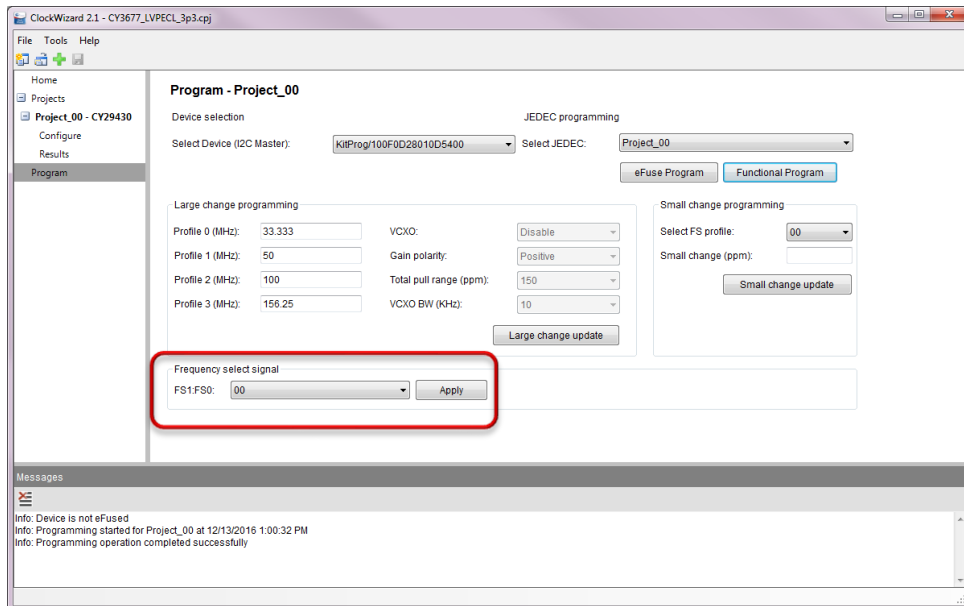 ClockWizard 2.1 - CY3677_LVPECL_3p3.cpj
File Tools Help
Home
Projects
Project_00 - CY29430
Configure
Results
Program
Program - Project_00
Device selection
JEDEC programming
Select Device (I2C Master): KitProg/100F0D28010D5400
Select JEDEC: Project_00
eFuse Program Functional Program
Large change programming
Profile 0 (MHz): 33.333 VCXO: Disable
Profile 1 (MHz): 50 Gain polarity: Positive
Profile 2 (MHz): 100 Total pull range (ppm): 150
Profile 3 (MHz): 156.25 VCXO BW (KHz): 10
Large change update
Small change programming
Select FS profile: 00
Small change (ppm):
Small change update
Frequency select signal
FS1:FS0: 00 Apply
Messages
Info: Device is not eFused
Info: Programming started for Project_00 at 12/13/2016 1:00:32 PM
Info: Programming operation completed successfully